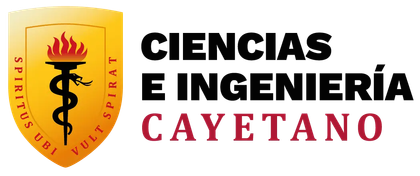 SPIRITUS UBI VULT SPIRAT
CIENCIAS
E INGENIERÍA
CAYETANO